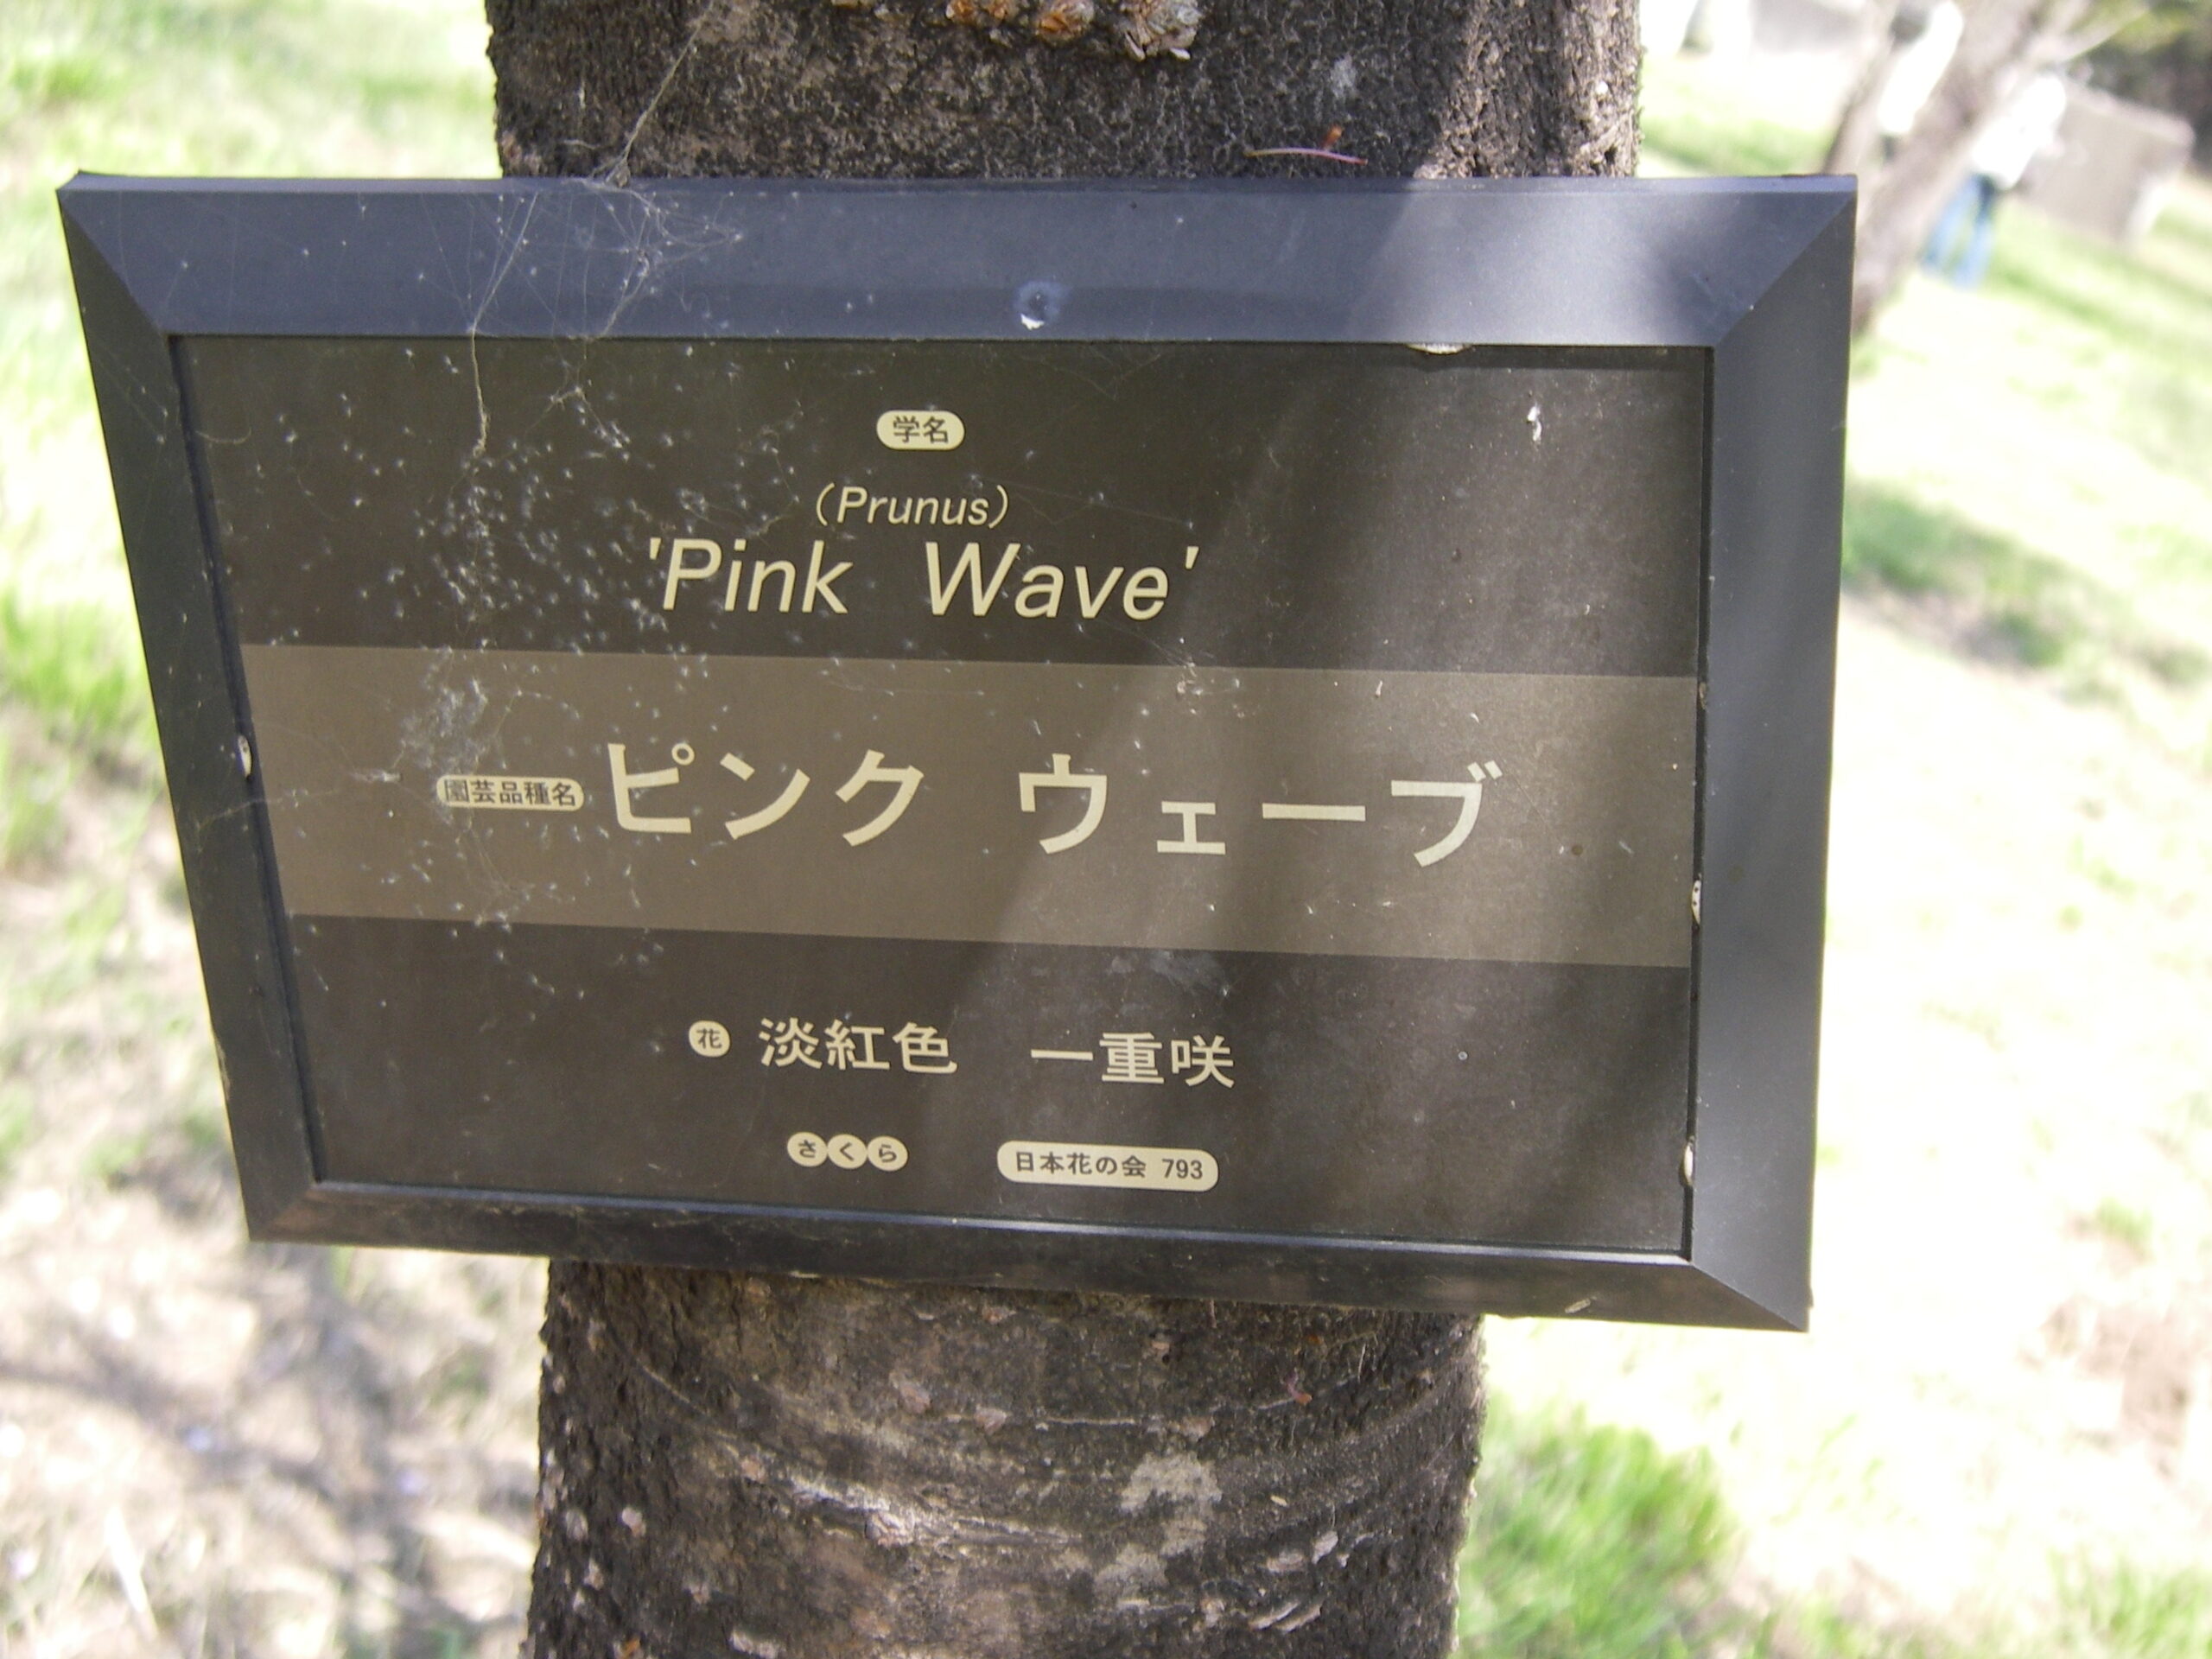 学名
(Prunus)
'Pink Wave'
園芸品種名 ピンク ウェーブ
花 淡紅色 一重咲
さくら 日本花の会 793